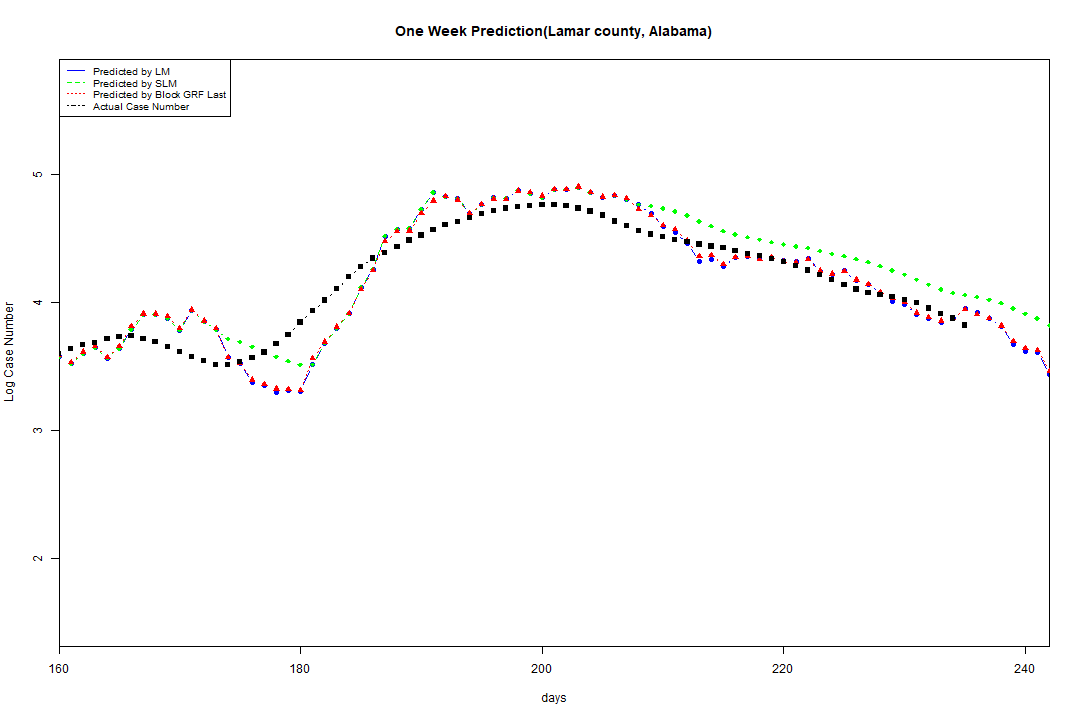 One Week Prediction(Lamar county, Alabama)
Predicted by LM
Predicted by SLM
Predicted by Block GRF Last
Actual Case Number
5
4
3
2
Log Case Number
160 180 200 220 240
days